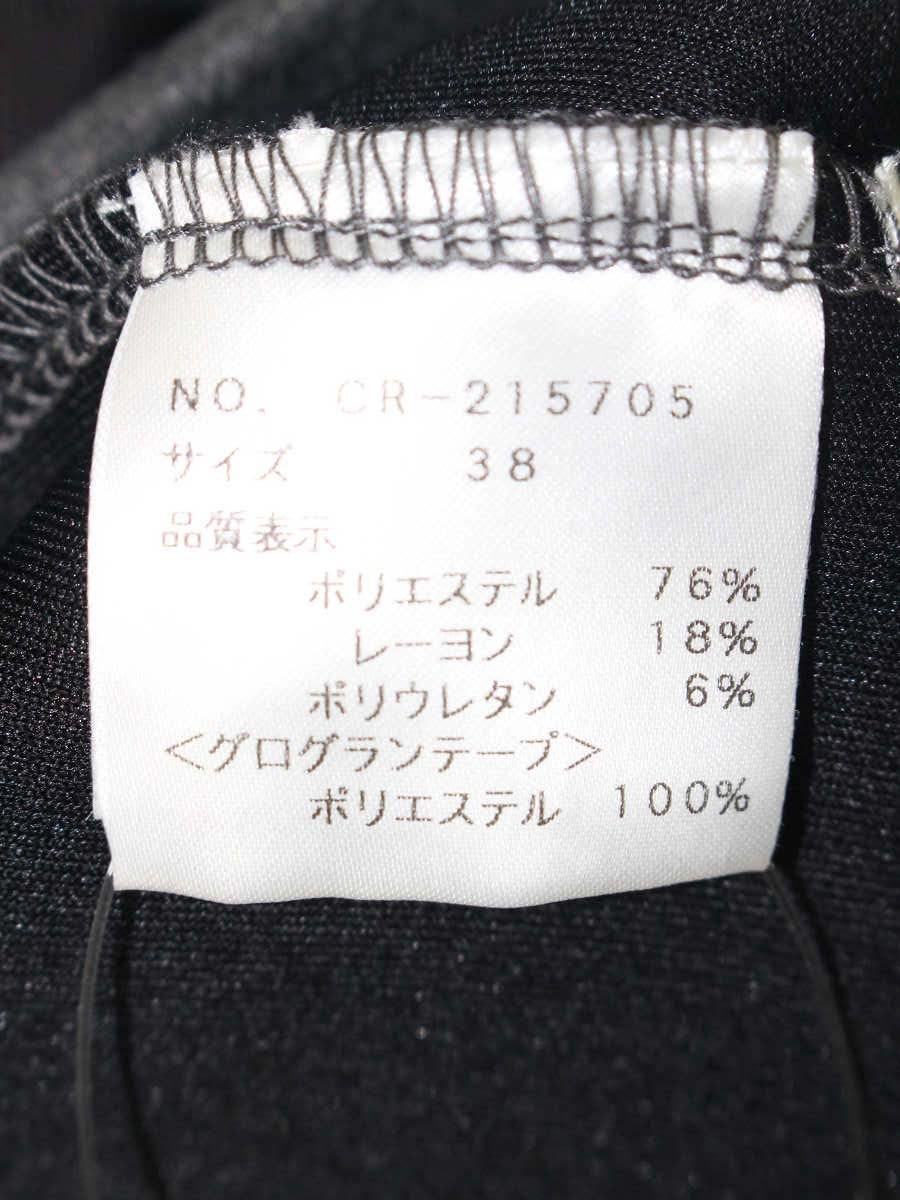 NO. CR-215705
サイズ 38
品質表示
ポリエステル 76%
レーヨン 18%
ポリウレタン 6%
<グログランテープ>
ポリエステル 100%